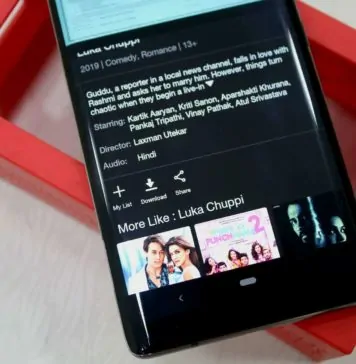 Luka Chuppi
2019 | Comedy, Romance | 13+
Guddu, a reporter in a local news channel, falls in love with
Rashmi and asks her to marry him. However, things turn
chaotic when they begin a live-in
Starring: Kartik Aaryan, Kriti Sanon, Aparshakti Khurana,
Pankaj Tripathi, Vinay Pathak, Atul Srivastava
Director: Laxman Utekar
Audio: Hindi
My List Download Share
More Like : Luka Chuppi
PUNCH
2